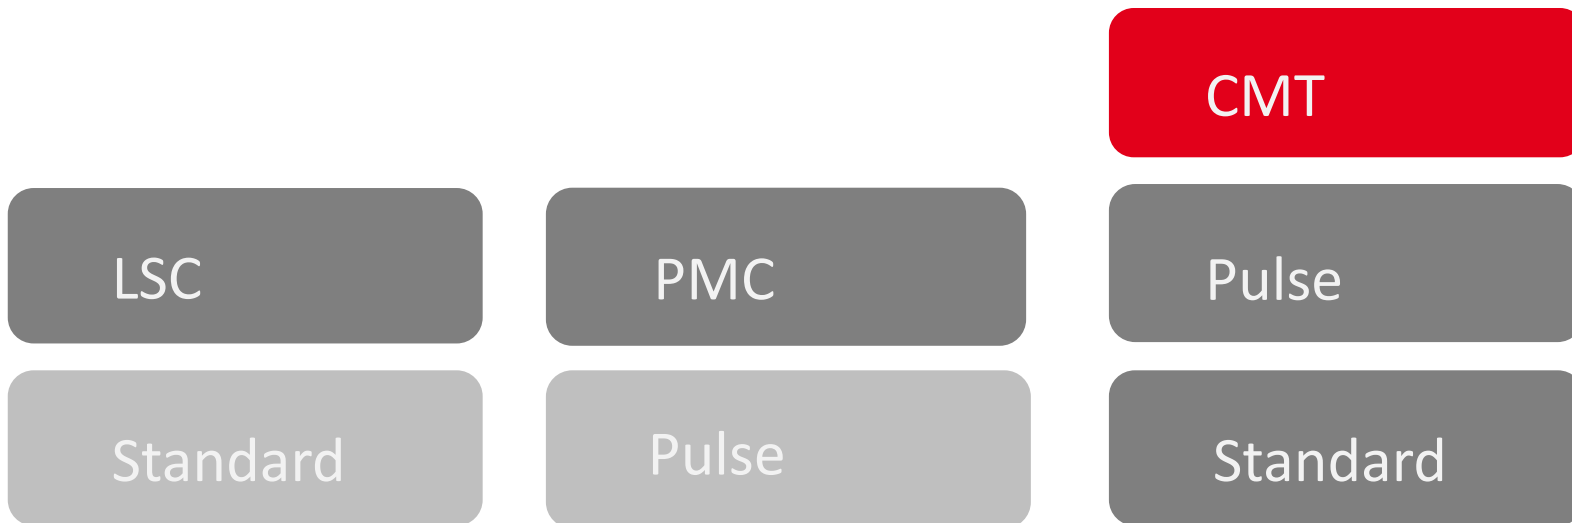 CMT
LSC
PMC
Pulse
Standard
Pulse
Standard